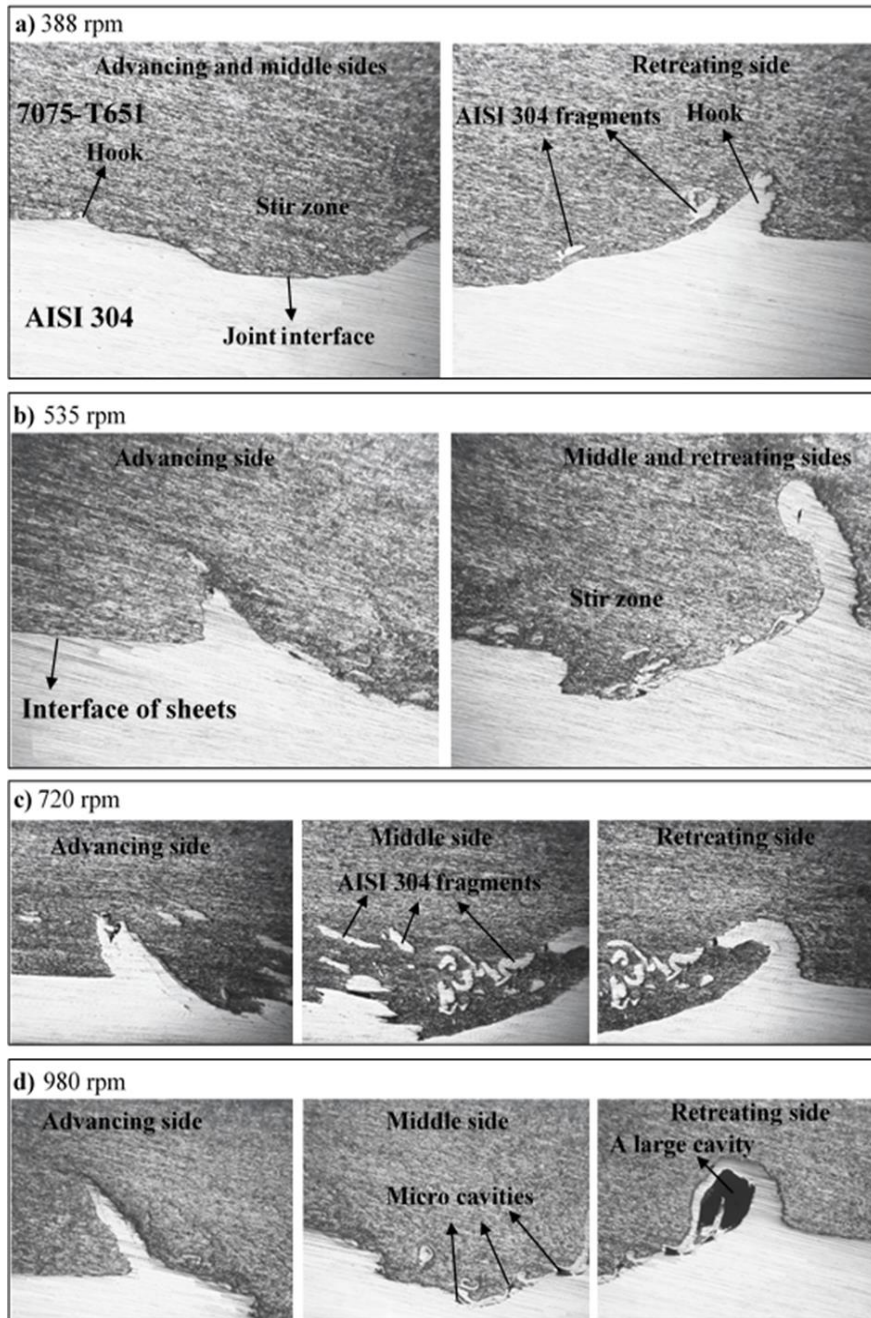 a) 388 rpm
Advancing and middle sides
7075-T651
Hook
Stir zone
AISI 304
Joint interface
Retreating side
AISI 304 fragments
Hook
b) 535 rpm
Advancing side
Interface of sheets
Middle and retreating sides
Stir zone
c) 720 rpm
Advancing side
Middle side
AISI 304 fragments
Retreating side
d) 980 rpm
Advancing side
Middle side
Micro cavities
Retreating side
A large cavity